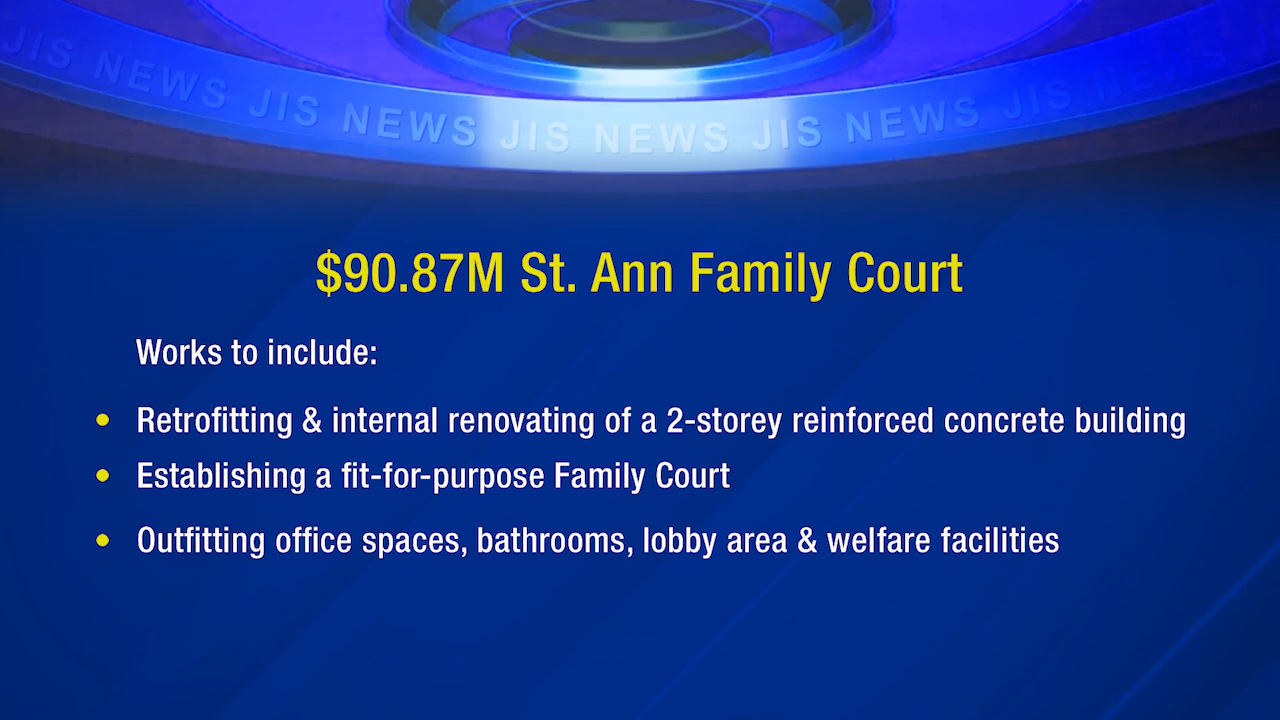 JIS NEWS JIS NEWS JIS NEWS JIS NEWS JIS NEWS
$90.87M St. Ann Family Court
Works to include:
• Retrofitting & internal renovating of a 2-storey reinforced concrete building
• Establishing a fit-for-purpose Family Court
• Outfitting office spaces, bathrooms, lobby area & welfare facilities